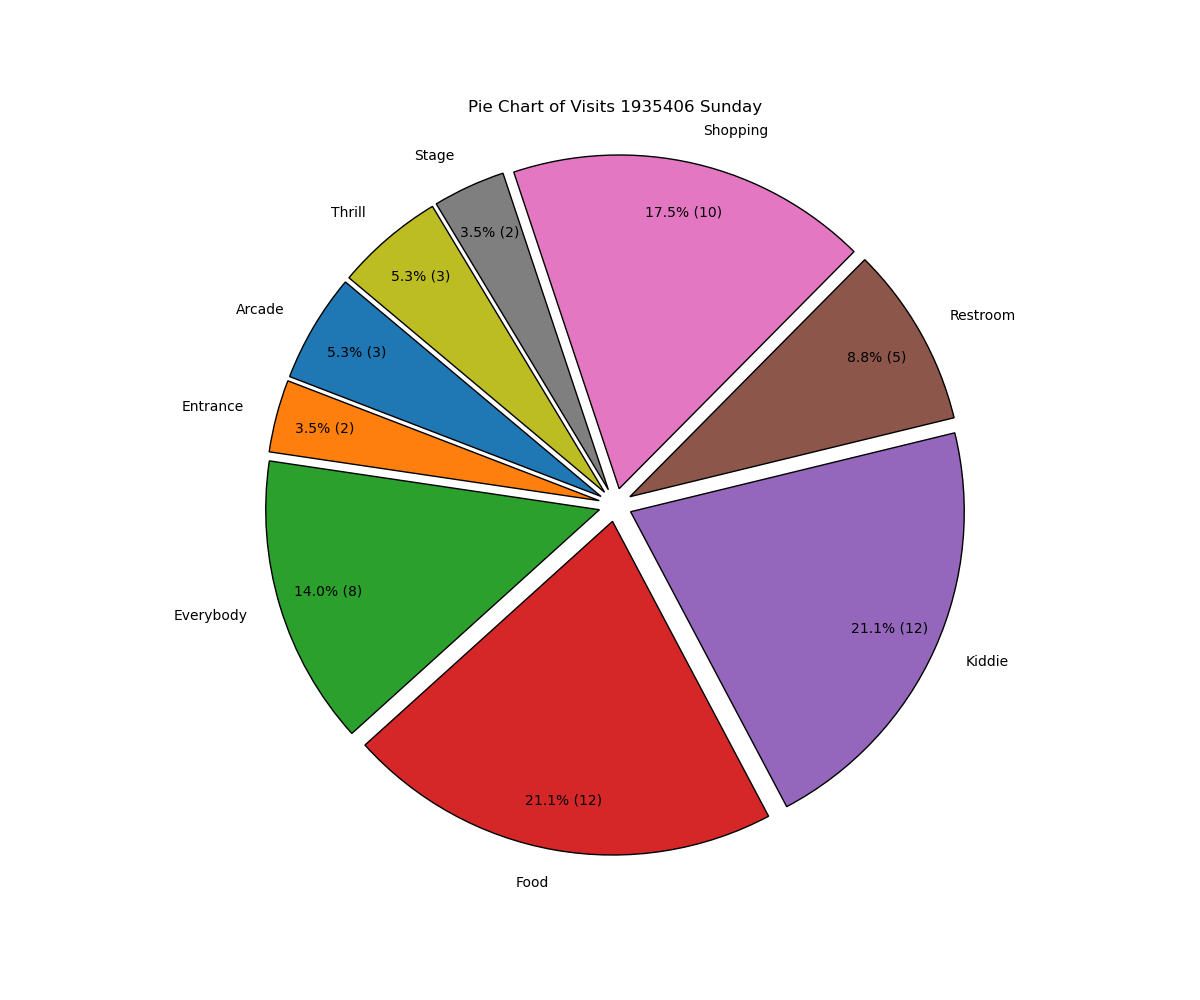 Pie Chart of Visits 1935406 Sunday
Shopping
Stage
Thrill
Arcade
Entrance
Everybody
Food
Kiddie
Restroom
17.5% (10)
3.5% (2)
5.3% (3)
5.3% (3)
3.5% (2)
14.0% (8)
21.1% (12)
21.1% (12)
8.8% (5)